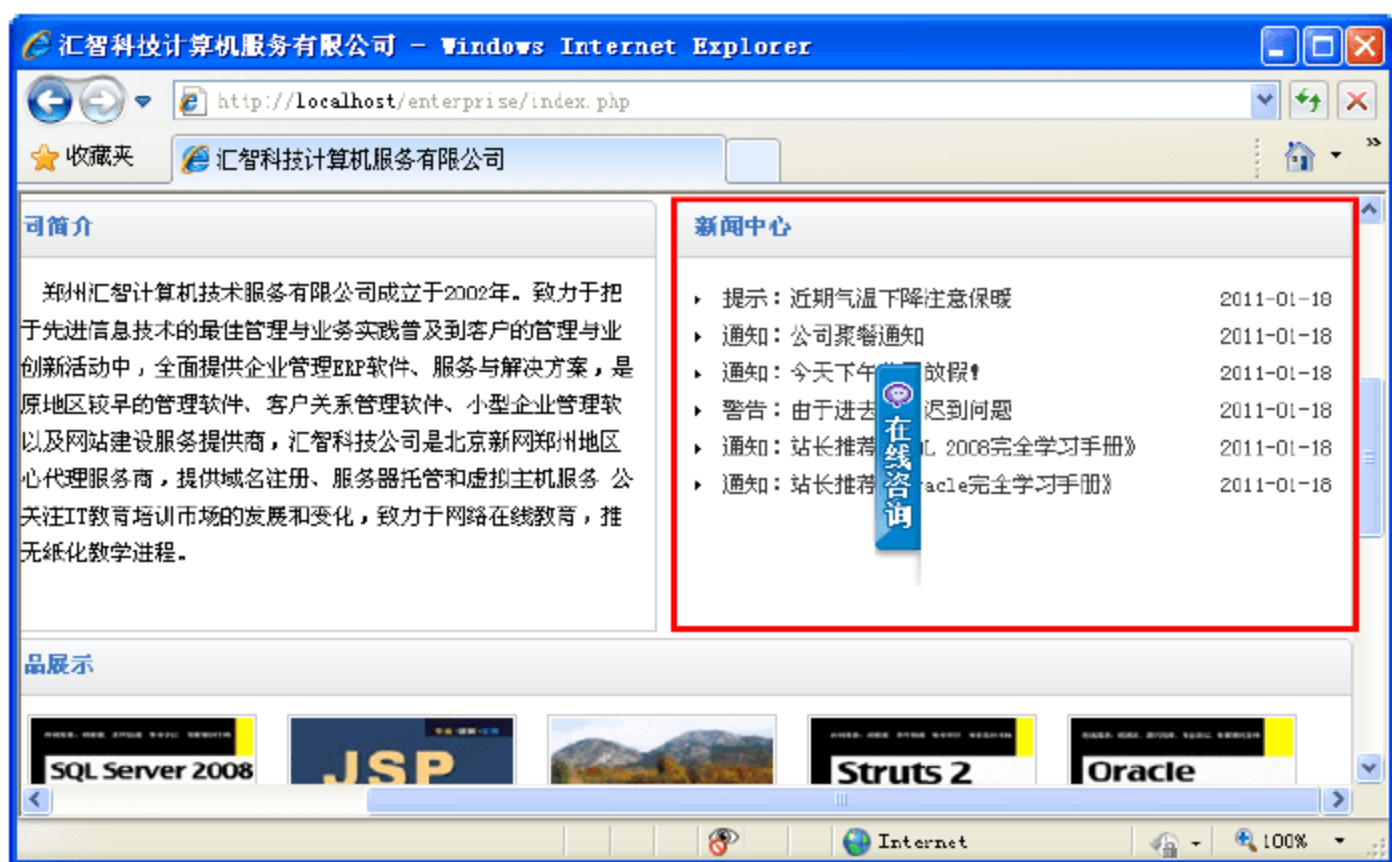 汇智科技计算机服务有限公司 - Windows Internet Explorer
http://localhost/enterprise/index.php
收藏夹
汇智科技计算机服务有限公司
司简介
郑州汇智计算机技术服务有限公司成立于2002年。致力于把
于先进信息技术的最佳管理与业务实践普及到客户的管理与业
创新活动中，全面提供企业管理ERP软件、服务与解决方案，是
原地区较早的管理软件、客户关系管理软件、小型企业管理软
以及网站建设服务提供商，汇智科技公司是北京新网郑州地区
心代理服务商，提供域名注册、服务器托管和虚拟主机服务 公
关注IT教育培训市场的发展和变化，致力于网络在线教育，推
无纸化教学进程。
新闻中心
提示：近期气温下降注意保暖 2011-01-18
通知：公司聚餐通知 2011-01-18
通知：今天下午 放假！ 2011-01-18
警告：由于进去 迟到问题 2011-01-18
通知：站长推荐 L 2008完全学习手册》 2011-01-18
通知：站长推荐 racle完全学习手册》 2011-01-18
在线咨询
品展示
SQL Server 2008
JSP
Struts 2
Oracle
Internet
100%